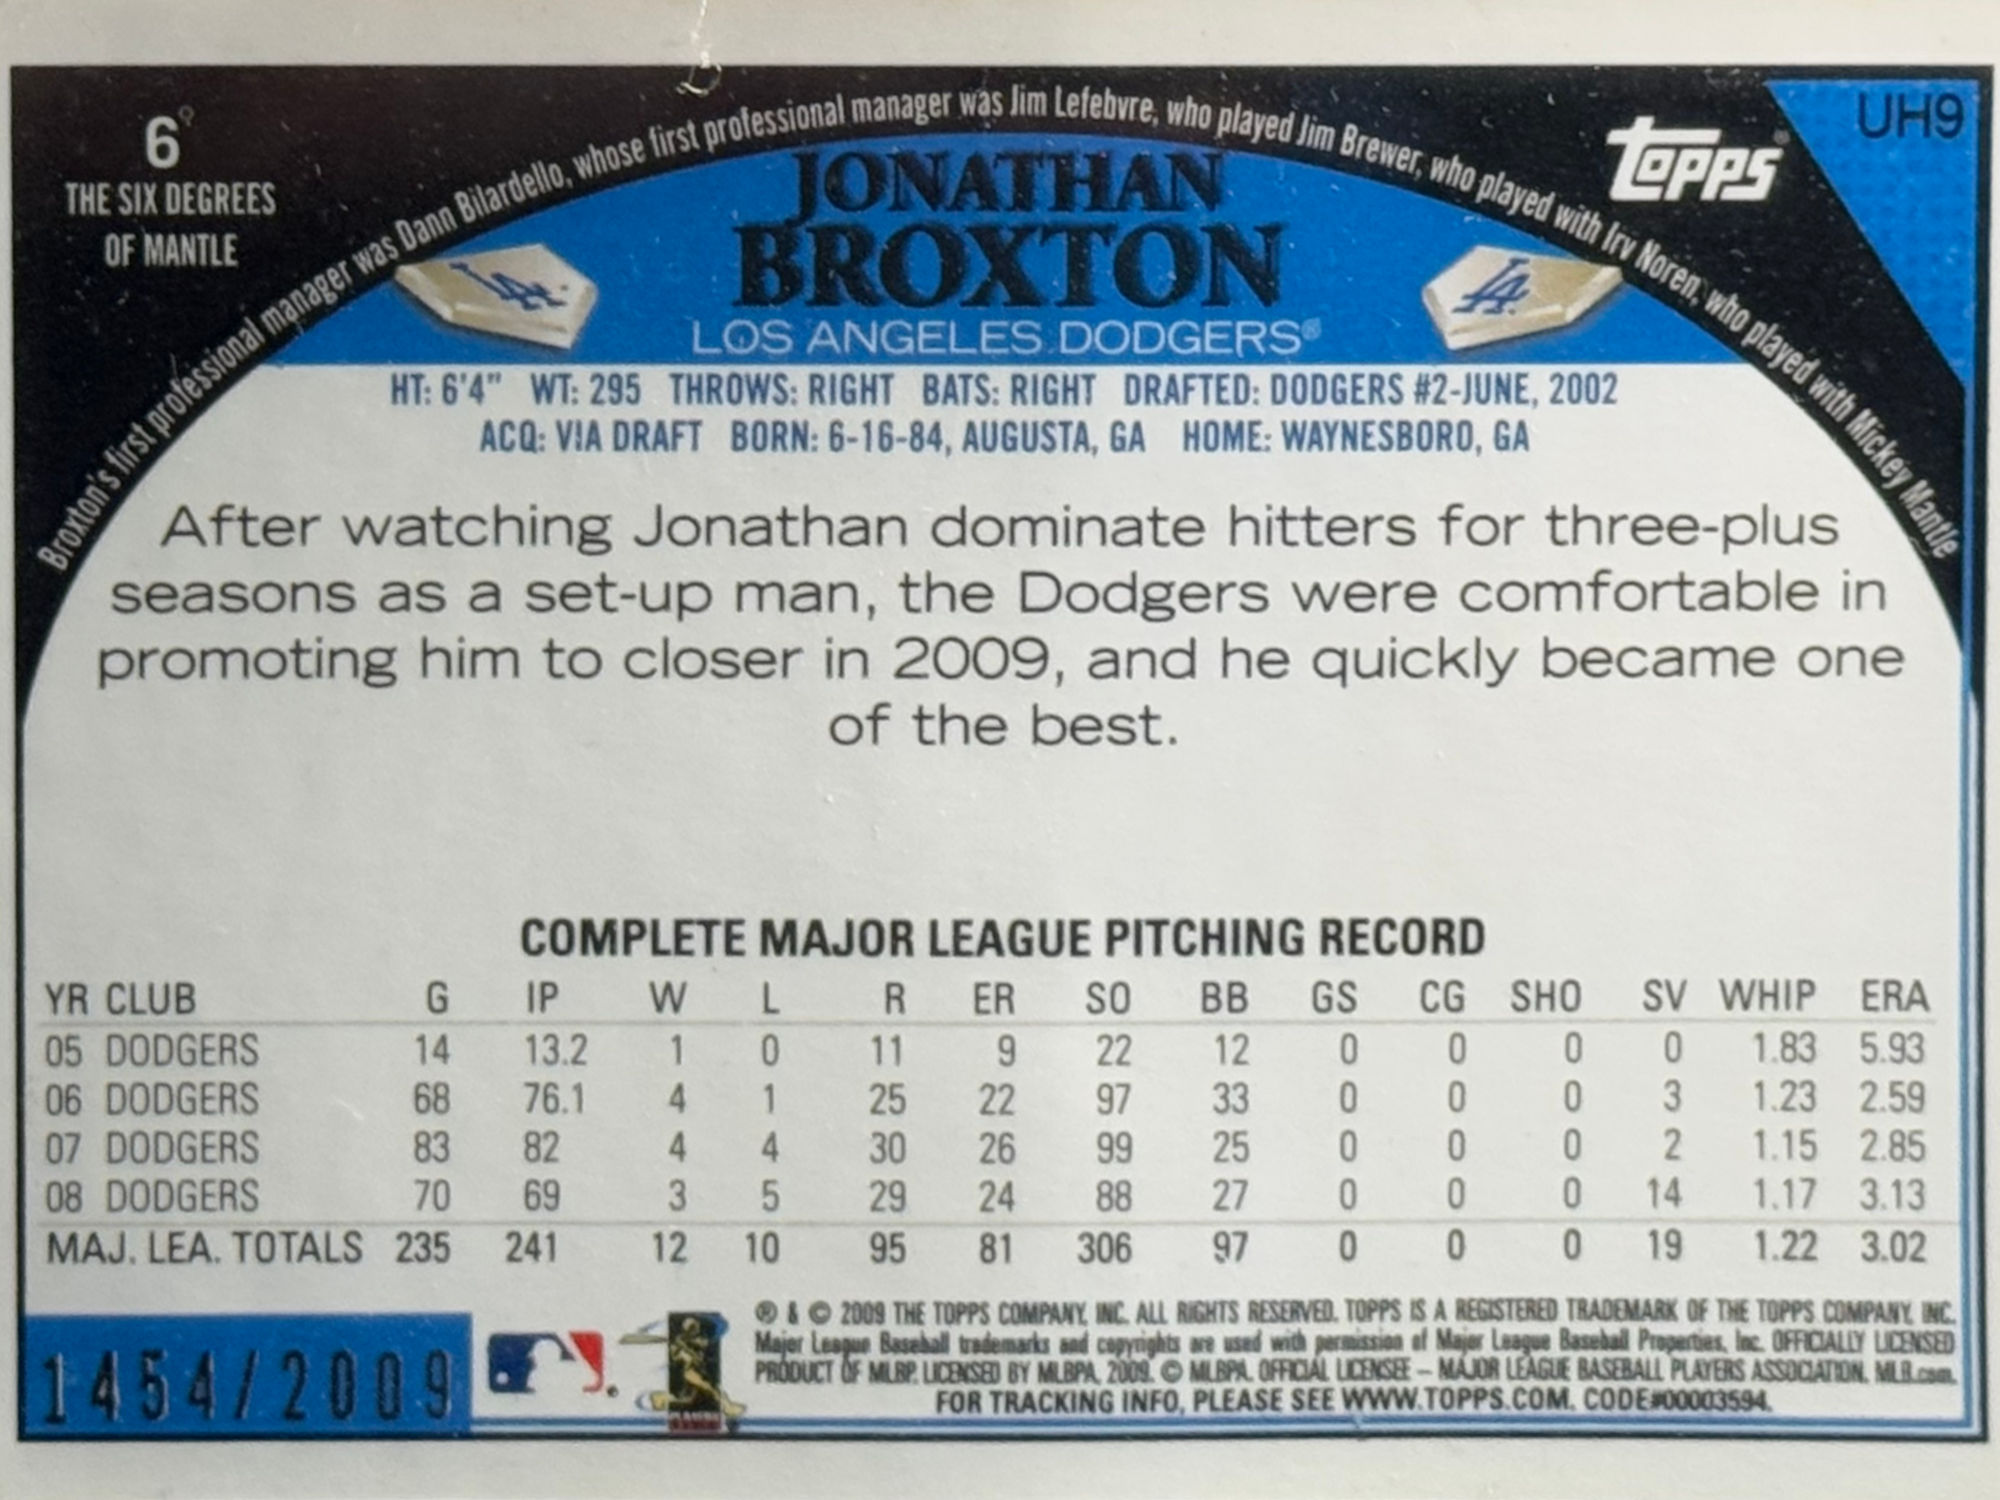 6°
THE SIX DEGREES
OF MANTLE
Broxton's first professional manager was Dann Bilardello, whose first professional manager was Jim Lefebvre, who played Jim Brewer, who played with Irv Noren, who played with Mickey Mantle
Topps
UH9
JONATHAN
BROXTON
LOS ANGELES DODGERS®
LA
LA
HT: 6'4" WT: 295 THROWS: RIGHT BATS: RIGHT DRAFTED: DODGERS #2-JUNE, 2002
ACQ: VIA DRAFT BORN: 6-16-84, AUGUSTA, GA HOME: WAYNESBORO, GA
After watching Jonathan dominate hitters for three-plus
seasons as a set-up man, the Dodgers were comfortable in
promoting him to closer in 2009, and he quickly became one
of the best.
COMPLETE MAJOR LEAGUE PITCHING RECORD
YR CLUB G IP W L R ER SO BB GS CG SHO SV WHIP ERA
05 DODGERS 14 13.2 1 0 11 9 22 12 0 0 0 0 1.83 5.93
06 DODGERS 68 76.1 4 1 25 22 97 33 0 0 0 3 1.23 2.59
07 DODGERS 83 82 4 4 30 26 99 25 0 0 0 2 1.15 2.85
08 DODGERS 70 69 3 5 29 24 88 27 0 0 0 14 1.17 3.13
MAJ. LEA. TOTALS 235 241 12 10 95 81 306 97 0 0 0 19 1.22 3.02
1454/2009
® & © 2009 THE TOPPS COMPANY, INC. ALL RIGHTS RESERVED. TOPPS IS A REGISTERED TRADEMARK OF THE TOPPS COMPANY, INC.
Major League Baseball trademarks and copyrights are used with permission of Major League Baseball Properties, Inc. OFFICIALLY LICENSED
PRODUCT OF MLBP. LICENSED BY MLBPA, 2009. © MLBPA. OFFICIAL LICENSEE – MAJOR LEAGUE BASEBALL PLAYERS ASSOCIATION. MLB.com.
FOR TRACKING INFO, PLEASE SEE WWW.TOPPS.COM. CODE#00003594.